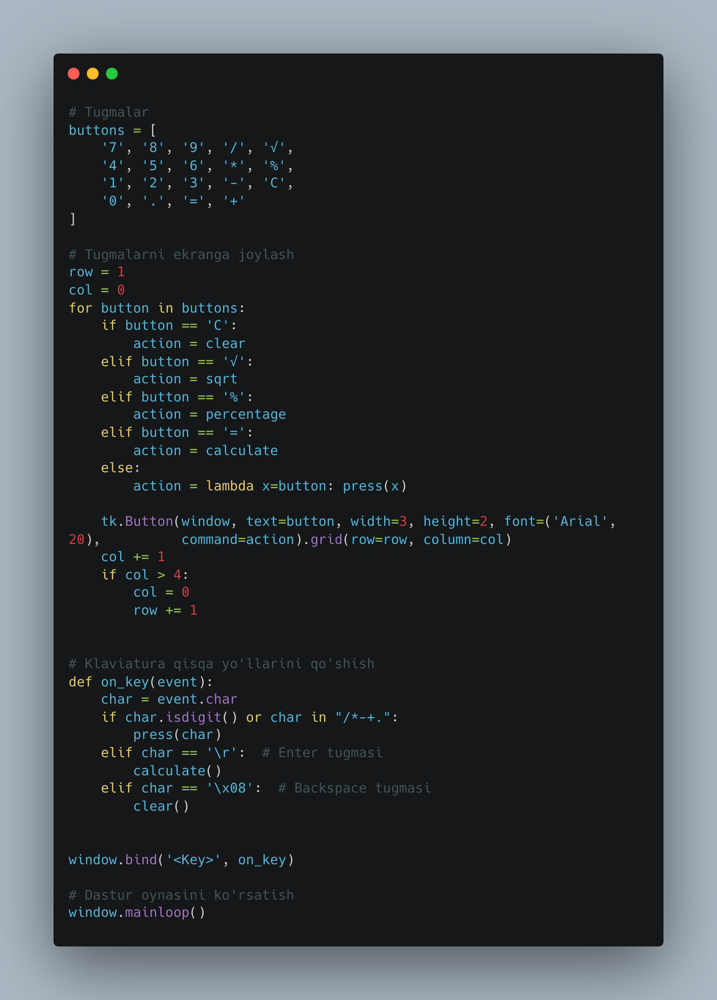 # Tugmalar
buttons = [
    '7', '8', '9', '/', '√',
    '4', '5', '6', '*', '%',
    '1', '2', '3', '-', 'C',
    '0', '.', '=', '+'
]

# Tugmalarni ekranga joylash
row = 1
col = 0
for button in buttons:
    if button == 'C':
        action = clear
    elif button == '√':
        action = sqrt
    elif button == '%':
        action = percentage
    elif button == '=':
        action = calculate
    else:
        action = lambda x=button: press(x)

    tk.Button(window, text=button, width=3, height=2, font=('Arial',
20),          command=action).grid(row=row, column=col)
    col += 1
    if col > 4:
        col = 0
        row += 1

# Klaviatura qisqa yo'llarini qo'shish
def on_key(event):
    char = event.char
    if char.isdigit() or char in "/*-+.":
        press(char)
    elif char == '\r':  # Enter tugmasi
        calculate()
    elif char == '\x08':  # Backspace tugmasi
        clear()

window.bind('<Key>', on_key)

# Dastur oynasini ko'rsatish
window.mainloop()